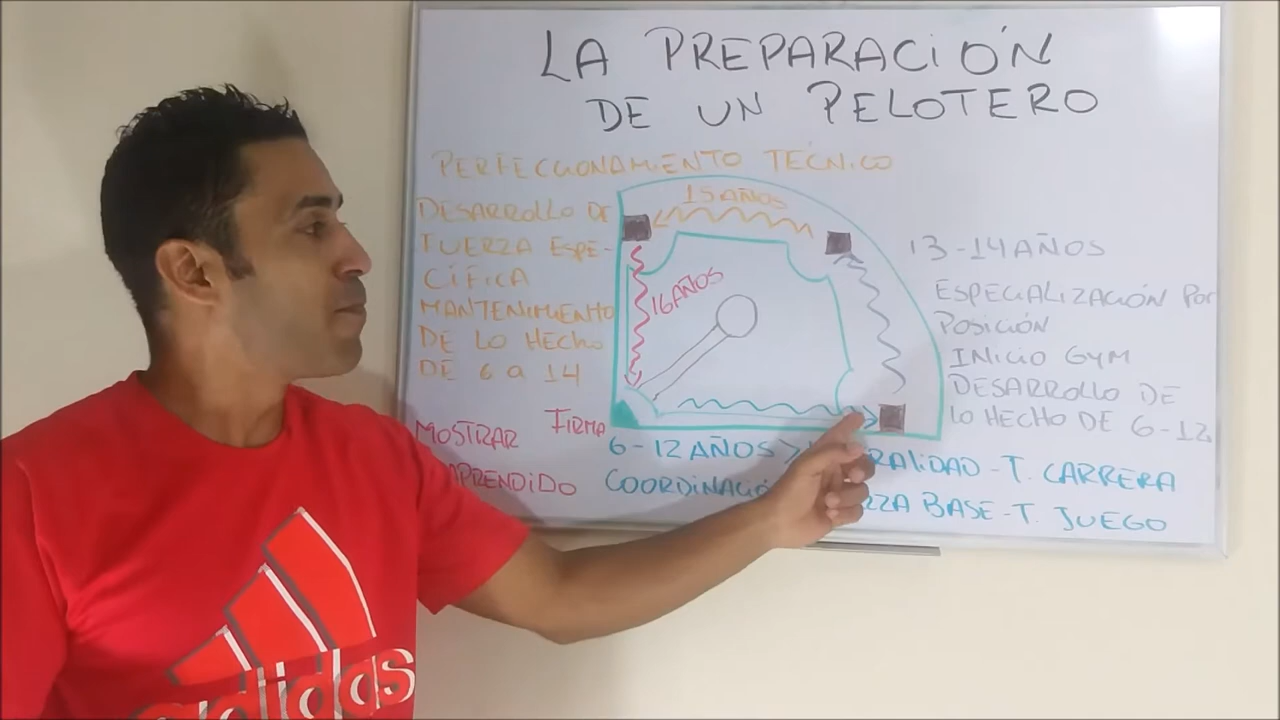 LA PREPARACIÓN
DE UN PELOTERO
PERFECCIONAMIENTO TÉCNICO
DESARROLLO DE
FUERZA ESPE-
CÍFICA
MANTENIMIENTO
DE LO HECHO
DE 6 a 14
15 AÑOS
16 AÑOS
13-14 AÑOS
ESPECIALIZACIÓN POR
POSICIÓN
INICIO GYM
DESARROLLO DE
LO HECHO DE 6-12
MOSTRAR
APRENDIDO
FIRMA
6-12 AÑOS > RALIDAD - T. CARRERA
COORDINACIÓ RZA BASE - T. JUEGO
adidas